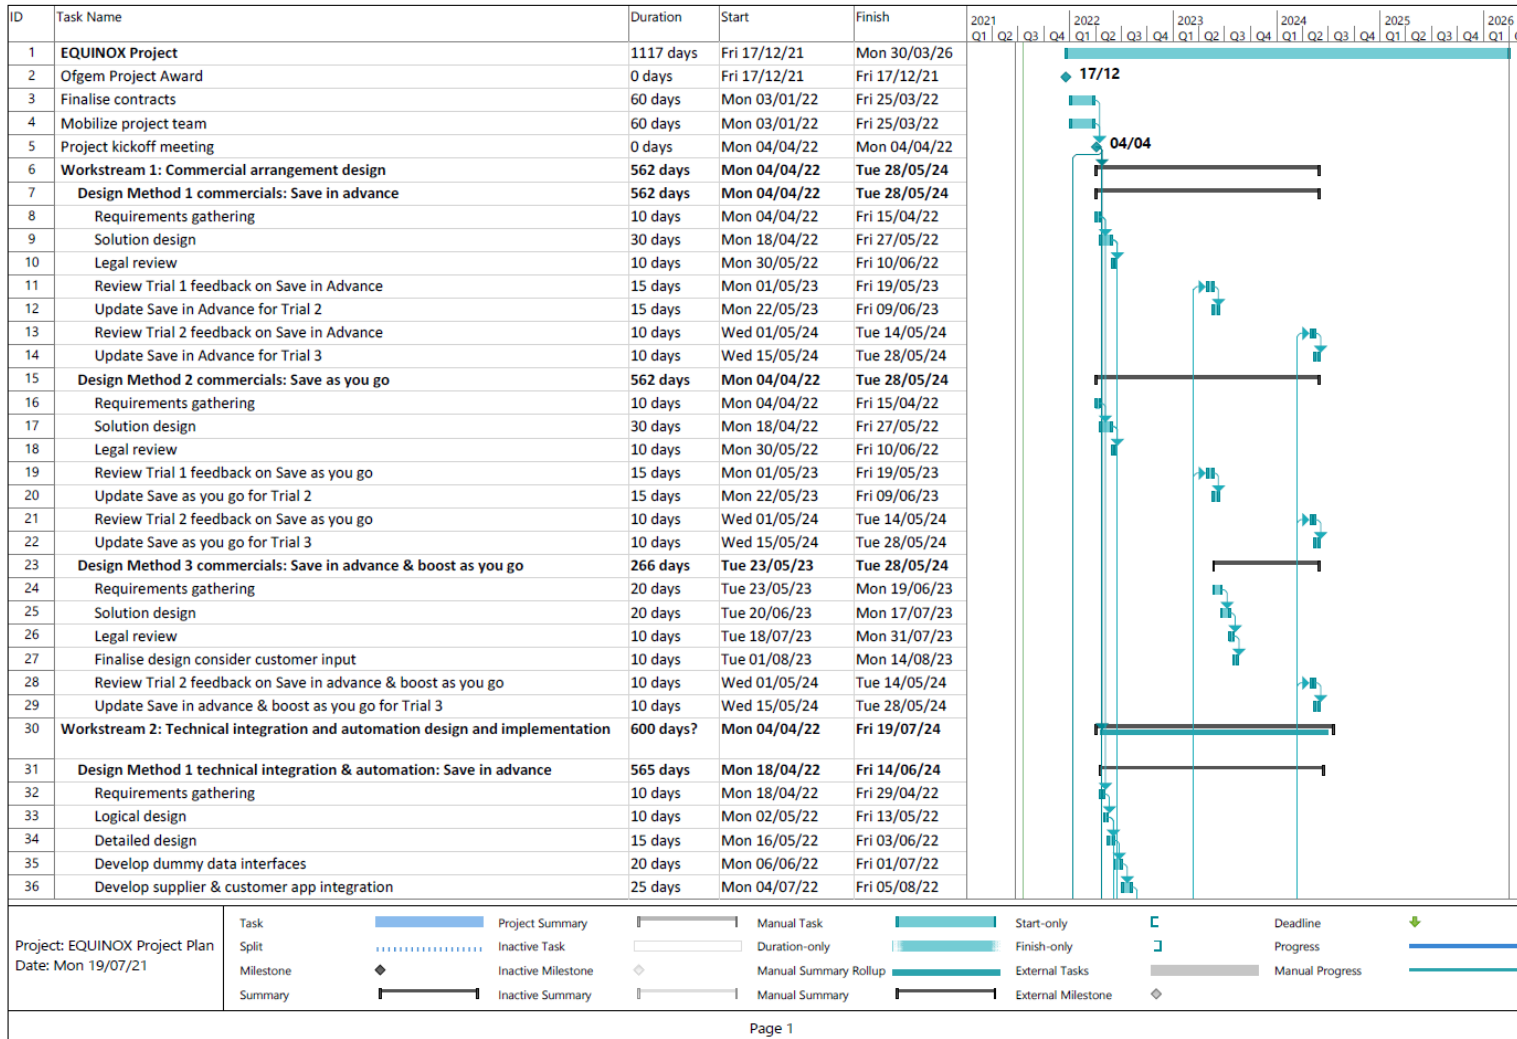 ID Task Name Duration Start Finish
2021 2022 2023 2024 2025 2026
Q1 Q2 Q3 Q4 Q1 Q2 Q3 Q4 Q1 Q2 Q3 Q4 Q1 Q2 Q3 Q4 Q1 Q2 Q3 Q4 Q1
1 EQUINOX Project 1117 days Fri 17/12/21 Mon 30/03/26
2 Ofgem Project Award 0 days Fri 17/12/21 Fri 17/12/21 17/12
3 Finalise contracts 60 days Mon 03/01/22 Fri 25/03/22
4 Mobilize project team 60 days Mon 03/01/22 Fri 25/03/22
5 Project kickoff meeting 0 days Mon 04/04/22 Mon 04/04/22 04/04
6 Workstream 1: Commercial arrangement design 562 days Mon 04/04/22 Tue 28/05/24
7 Design Method 1 commercials: Save in advance 562 days Mon 04/04/22 Tue 28/05/24
8 Requirements gathering 10 days Mon 04/04/22 Fri 15/04/22
9 Solution design 30 days Mon 18/04/22 Fri 27/05/22
10 Legal review 10 days Mon 30/05/22 Fri 10/06/22
11 Review Trial 1 feedback on Save in Advance 15 days Mon 01/05/23 Fri 19/05/23
12 Update Save in Advance for Trial 2 15 days Mon 22/05/23 Fri 09/06/23
13 Review Trial 2 feedback on Save in Advance 10 days Wed 01/05/24 Tue 14/05/24
14 Update Save in Advance for Trial 3 10 days Wed 15/05/24 Tue 28/05/24
15 Design Method 2 commercials: Save as you go 562 days Mon 04/04/22 Tue 28/05/24
16 Requirements gathering 10 days Mon 04/04/22 Fri 15/04/22
17 Solution design 30 days Mon 18/04/22 Fri 27/05/22
18 Legal review 10 days Mon 30/05/22 Fri 10/06/22
19 Review Trial 1 feedback on Save as you go 15 days Mon 01/05/23 Fri 19/05/23
20 Update Save as you go for Trial 2 15 days Mon 22/05/23 Fri 09/06/23
21 Review Trial 2 feedback on Save as you go 10 days Wed 01/05/24 Tue 14/05/24
22 Update Save as you go for Trial 3 10 days Wed 15/05/24 Tue 28/05/24
23 Design Method 3 commercials: Save in advance & boost as you go 266 days Tue 23/05/23 Tue 28/05/24
24 Requirements gathering 20 days Tue 23/05/23 Mon 19/06/23
25 Solution design 20 days Tue 20/06/23 Mon 17/07/23
26 Legal review 10 days Tue 18/07/23 Mon 31/07/23
27 Finalise design consider customer input 10 days Tue 01/08/23 Mon 14/08/23
28 Review Trial 2 feedback on Save in advance & boost as you go 10 days Wed 01/05/24 Tue 14/05/24
29 Update Save in advance & boost as you go for Trial 3 10 days Wed 15/05/24 Tue 28/05/24
30 Workstream 2: Technical integration and automation design and implementation 600 days? Mon 04/04/22 Fri 19/07/24
31 Design Method 1 technical integration & automation: Save in advance 565 days Mon 18/04/22 Fri 14/06/24
32 Requirements gathering 10 days Mon 18/04/22 Fri 29/04/22
33 Logical design 10 days Mon 02/05/22 Fri 13/05/22
34 Detailed design 15 days Mon 16/05/22 Fri 03/06/22
35 Develop dummy data interfaces 20 days Mon 06/06/22 Fri 01/07/22
36 Develop supplier & customer app integration 25 days Mon 04/07/22 Fri 05/08/22
Project: EQUINOX Project Plan
Date: Mon 19/07/21
Task Project Summary Manual Task Start-only Deadline
Split Inactive Task Duration-only Finish-only Progress
Milestone Inactive Milestone Manual Summary Rollup External Tasks Manual Progress
Summary Inactive Summary Manual Summary External Milestone
Page 1